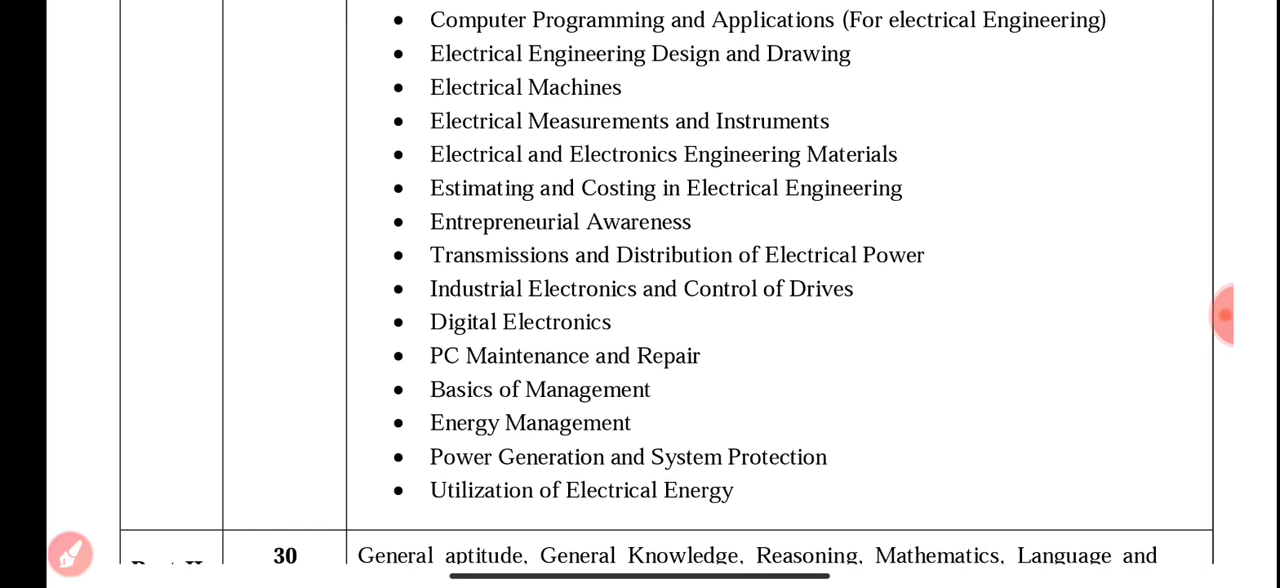 • Computer Programming and Applications (For electrical Engineering)
• Electrical Engineering Design and Drawing
• Electrical Machines
• Electrical Measurements and Instruments
• Electrical and Electronics Engineering Materials
• Estimating and Costing in Electrical Engineering
• Entrepreneurial Awareness
• Transmissions and Distribution of Electrical Power
• Industrial Electronics and Control of Drives
• Digital Electronics
• PC Maintenance and Repair
• Basics of Management
• Energy Management
• Power Generation and System Protection
• Utilization of Electrical Energy
30 General aptitude, General Knowledge, Reasoning, Mathematics, Language and